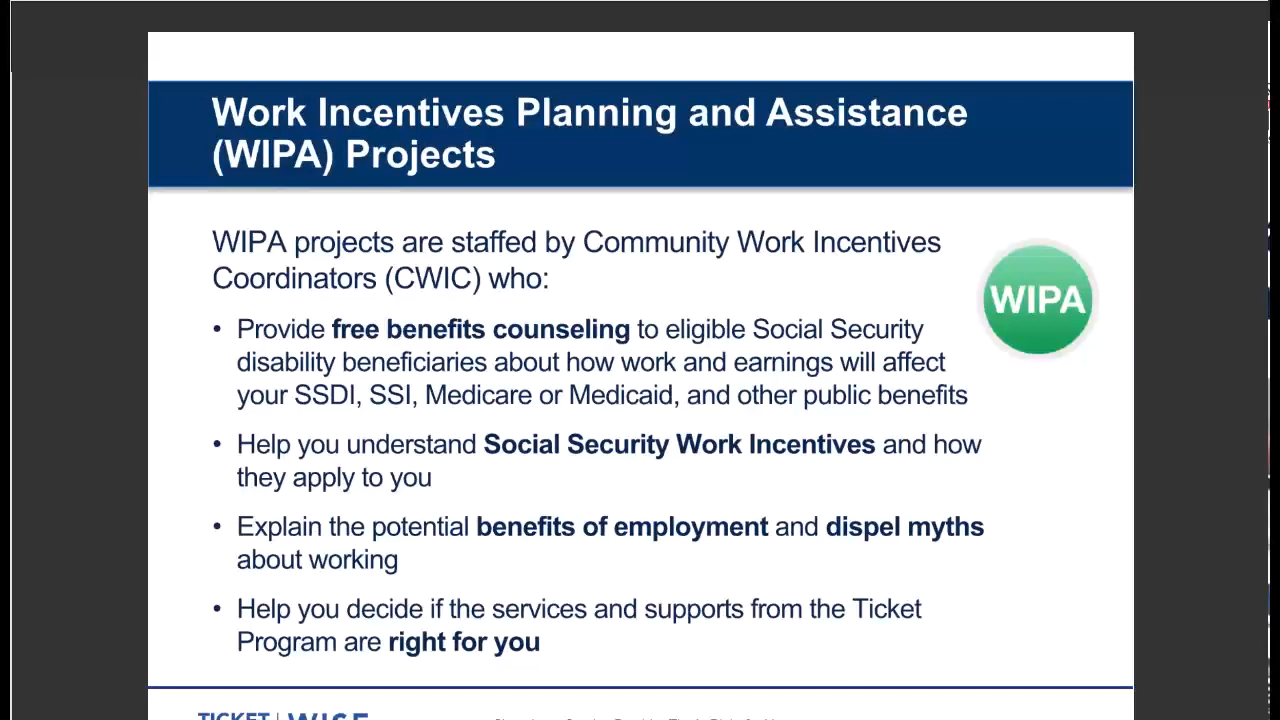 Work Incentives Planning and Assistance
(WIPA) Projects
WIPA projects are staffed by Community Work Incentives
Coordinators (CWIC) who:
WIPA
• Provide free benefits counseling to eligible Social Security
disability beneficiaries about how work and earnings will affect
your SSDI, SSI, Medicare or Medicaid, and other public benefits
• Help you understand Social Security Work Incentives and how
they apply to you
• Explain the potential benefits of employment and dispel myths
about working
• Help you decide if the services and supports from the Ticket
Program are right for you
TICKET | WISE